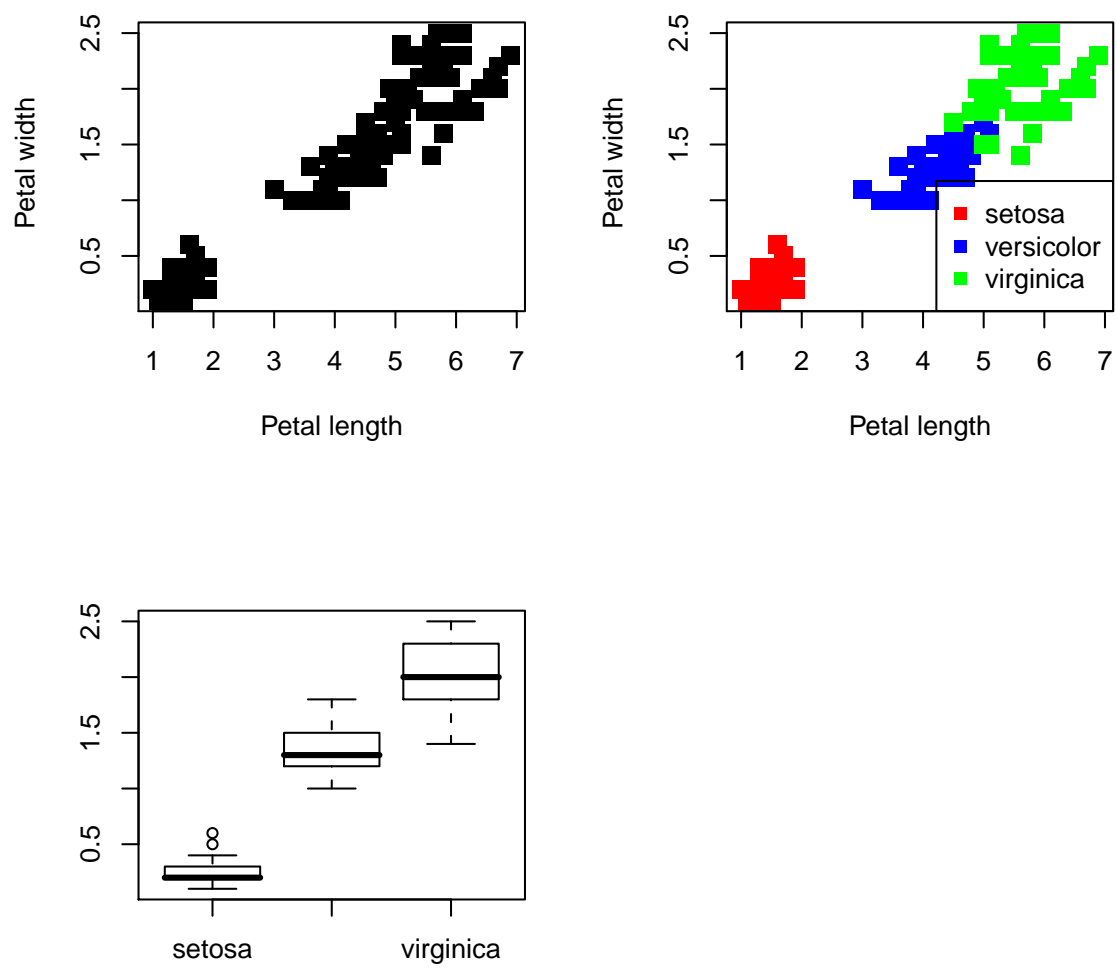 2.5
1.5
0.5
Petal width
1 2 3 4 5 6 7
Petal length
2.5
1.5
0.5
Petal width
setosa
versicolor
virginica
1 2 3 4 5 6 7
Petal length
2.5
1.5
0.5
setosa virginica